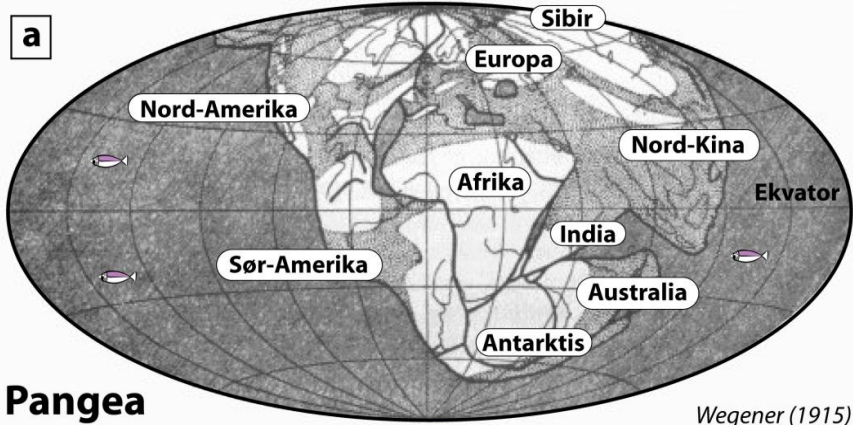 a
Sibir
Europa
Nord-Amerika
Nord-Kina
Afrika
Ekvator
India
Sør-Amerika
Australia
Antarktis
Pangea
Wegener (1915)